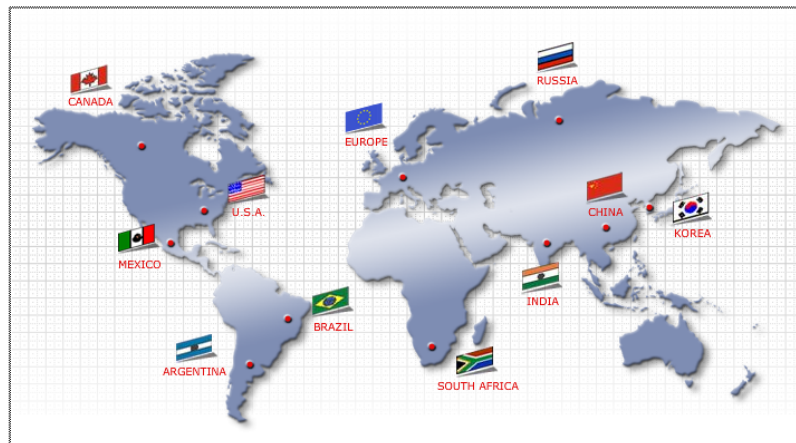 RUSSIA
CANADA
EUROPE
U.S.A.
CHINA
KOREA
MEXICO
INDIA
BRAZIL
ARGENTINA
SOUTH AFRICA